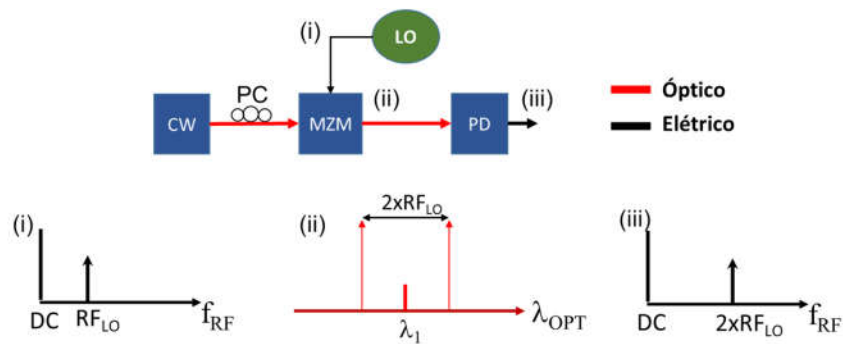 (i)
LO
PC
(ii)
(iii)
CW
MZM
PD
Óptico
Elétrico
(i)
DC
RF_LO
f_RF
(ii)
2xRF_LO
λ₁
λ_OPT
(iii)
DC
2xRF_LO
f_RF